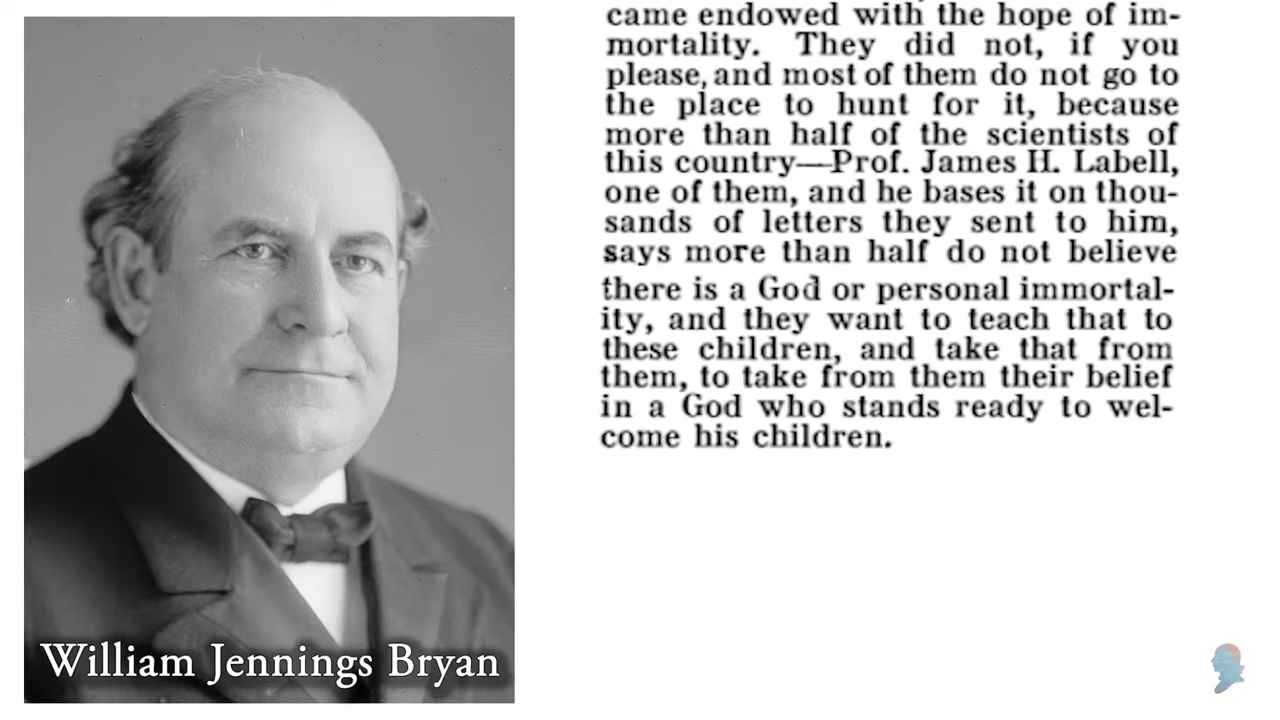 came endowed with the hope of im-
mortality. They did not, if you
please, and most of them do not go to
the place to hunt for it, because
more than half of the scientists of
this country—Prof. James H. Labell,
one of them, and he bases it on thou-
sands of letters they sent to him,
says more than half do not believe
there is a God or personal immortal-
ity, and they want to teach that to
these children, and take that from
them, to take from them their belief
in a God who stands ready to wel-
come his children.
William Jennings Bryan